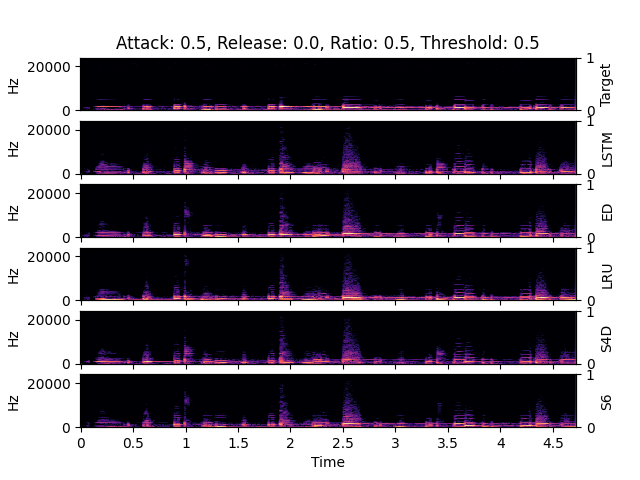 Attack: 0.5, Release: 0.0, Ratio: 0.5, Threshold: 0.5
Hz 20000 0 1 0 Target
Hz 20000 0 1 0 LSTM
Hz 20000 0 1 0 ED
Hz 20000 0 1 0 LRU
Hz 20000 0 1 0 S4D
Hz 20000 0 1 0 S6
0 0.5 1 1.5 2 2.5 3 3.5 4 4.5
Time